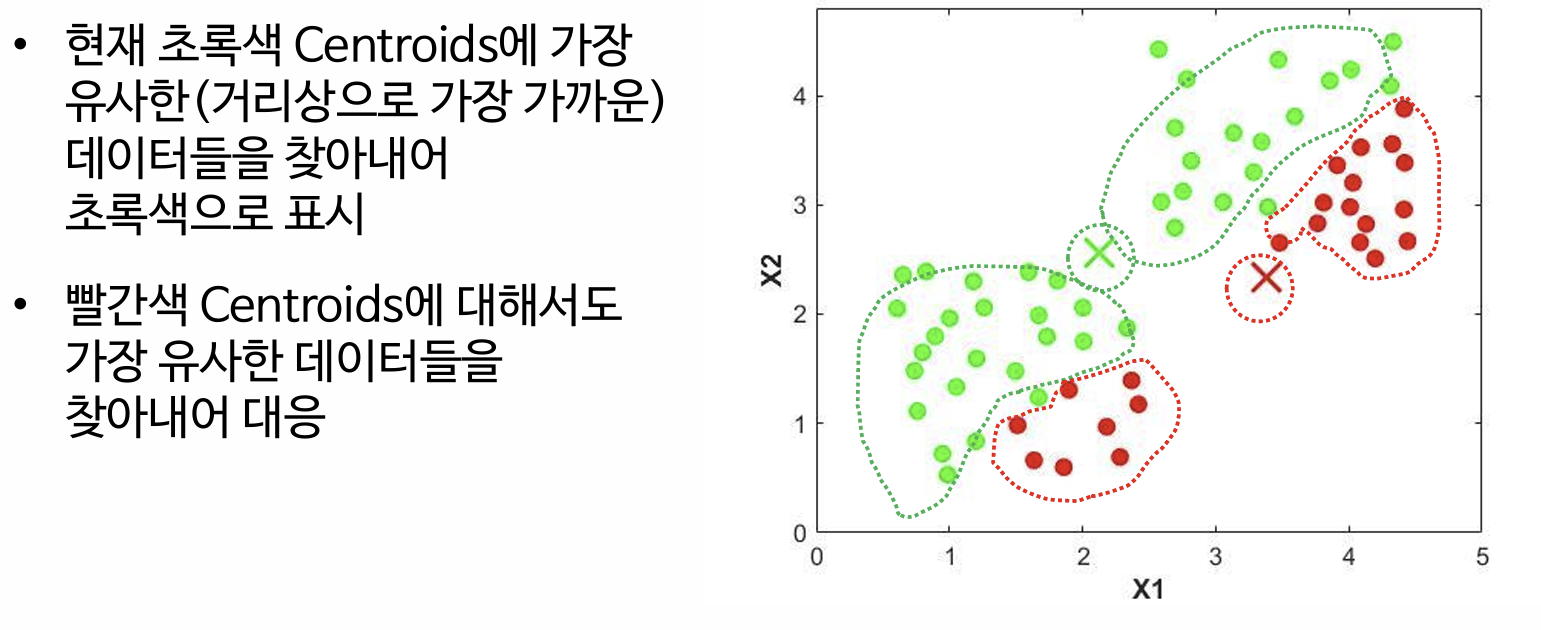 • 현재 초록색 Centroids에 가장
유사한(거리상으로 가장 가까운)
데이터들을 찾아내어
초록색으로 표시
• 빨간색 Centroids에 대해서도
가장 유사한 데이터들을
찾아내어 대응
4
3
X2
2
1
0
0 1 2 3 4 5
X1